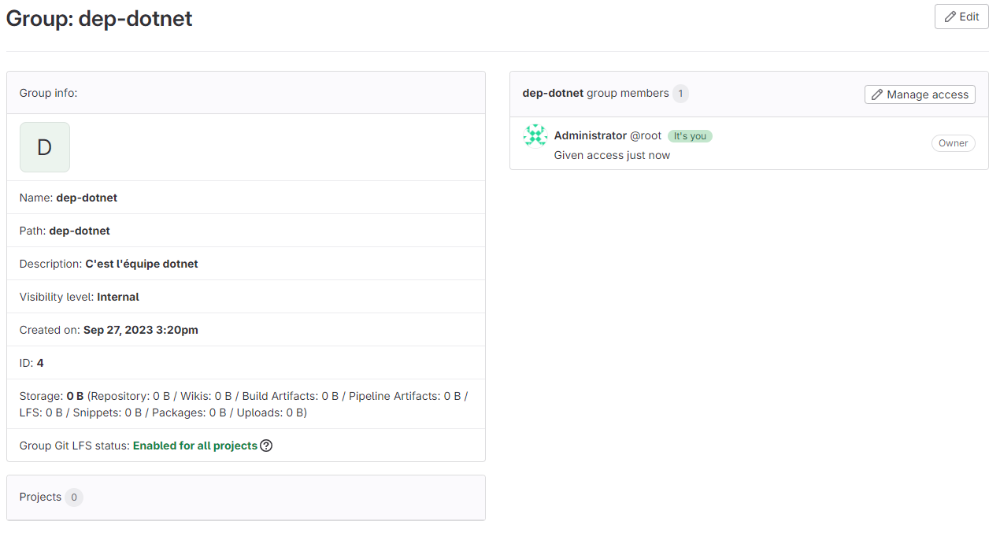 Group: dep-dotnet
Edit
Group info:
D
Name: dep-dotnet
Path: dep-dotnet
Description: C'est l'équipe dotnet
Visibility level: Internal
Created on: Sep 27, 2023 3:20pm
ID: 4
Storage: 0 B (Repository: 0 B / Wikis: 0 B / Build Artifacts: 0 B / Pipeline Artifacts: 0 B /
LFS: 0 B / Snippets: 0 B / Packages: 0 B / Uploads: 0 B)
Group Git LFS status: Enabled for all projects
Projects 0
dep-dotnet group members 1
Manage access
Administrator @root It's you
Given access just now
Owner